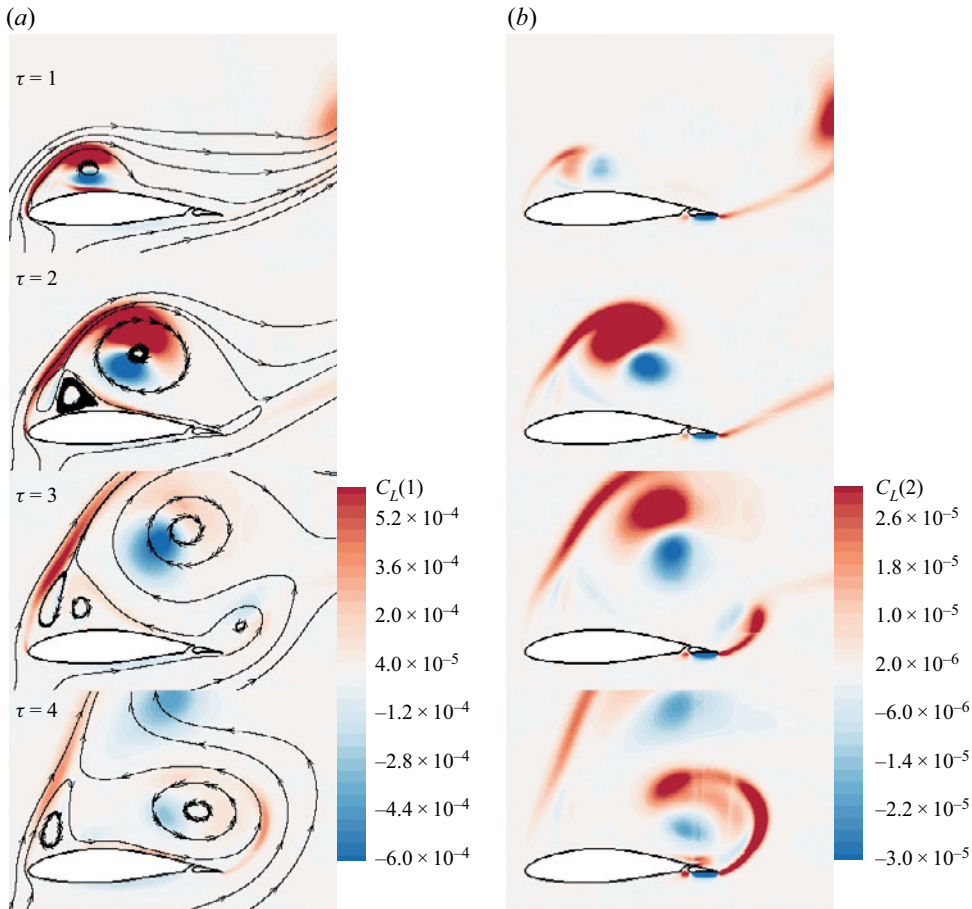 (a)
(b)
τ = 1
τ = 2
τ = 3
τ = 4
C_L(1)
5.2 × 10⁻⁴
3.6 × 10⁻⁴
2.0 × 10⁻⁴
4.0 × 10⁻⁵
–1.2 × 10⁻⁴
–2.8 × 10⁻⁴
–4.4 × 10⁻⁴
–6.0 × 10⁻⁴
C_L(2)
2.6 × 10⁻⁵
1.8 × 10⁻⁵
1.0 × 10⁻⁵
2.0 × 10⁻⁶
–6.0 × 10⁻⁶
–1.4 × 10⁻⁵
–2.2 × 10⁻⁵
–3.0 × 10⁻⁵